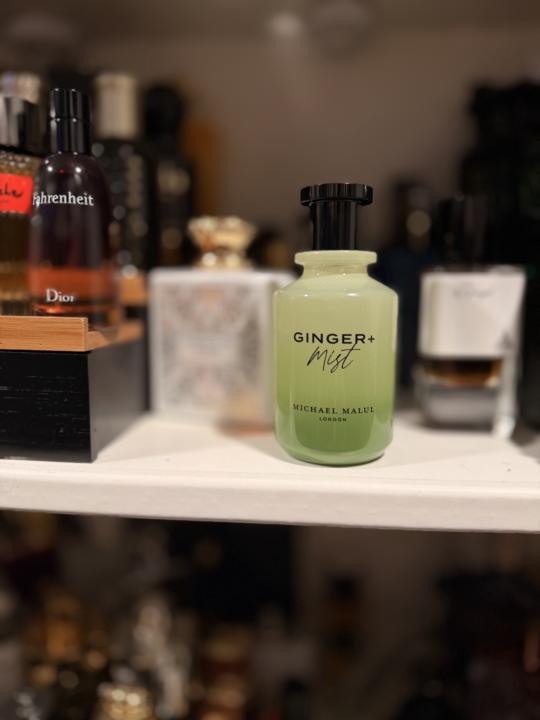 Fahrenheit
Dior
GINGER+
Mist
MICHAEL MALUL
LONDON